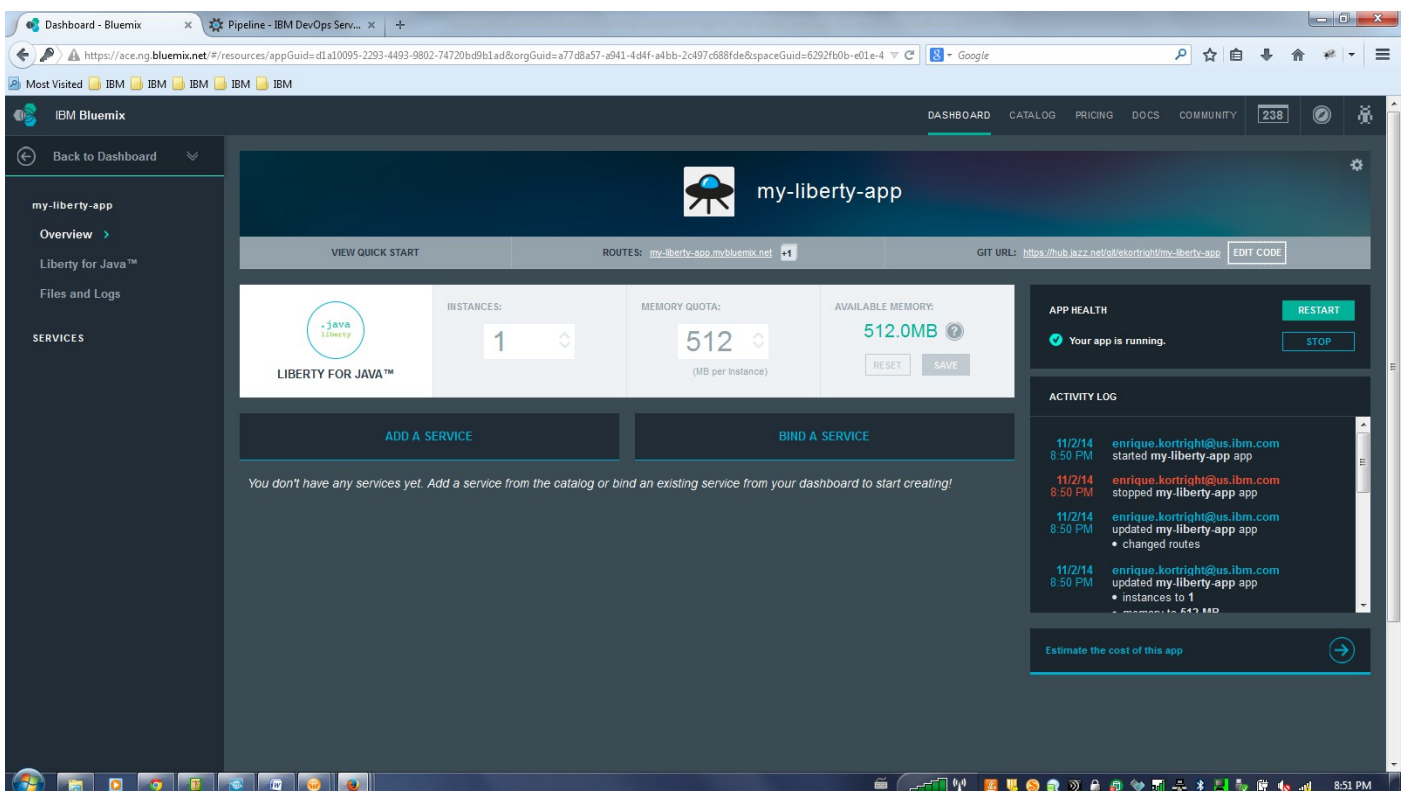 Dashboard - Bluemix
Pipeline - IBM DevOps Serv...
https://ace.ng.bluemix.net/#/resources/appGuid=d1a10095-2293-4493-9802-74720bd9b1ad&orgGuid=a77d8a57-a941-4d4f-a4bb-2c497c688fde&spaceGuid=6292fb0b-e01e-4
Google
Most Visited IBM IBM IBM IBM
IBM Bluemix
DASHBOARD CATALOG PRICING DOCS COMMUNITY 238
Back to Dashboard
my-liberty-app
Overview >
Liberty for Java™
Files and Logs
SERVICES
my-liberty-app
VIEW QUICK START
ROUTES: my-liberty-app.mybluemix.net +1
GIT URL: https://hub.jazz.net/git/ekortright/my-liberty-app EDIT CODE
.java
liberty
LIBERTY FOR JAVA™
INSTANCES:
1
MEMORY QUOTA:
512
(MB per Instance)
AVAILABLE MEMORY:
512.0MB ?
RESET SAVE
ADD A SERVICE
BIND A SERVICE
You don't have any services yet. Add a service from the catalog or bind an existing service from your dashboard to start creating!
APP HEALTH
RESTART
Your app is running.
STOP
ACTIVITY LOG
11/2/14 enrique.kortright@us.ibm.com
8:50 PM started my-liberty-app app
11/2/14 enrique.kortright@us.ibm.com
8:50 PM stopped my-liberty-app app
11/2/14 enrique.kortright@us.ibm.com
8:50 PM updated my-liberty-app app
• changed routes
11/2/14 enrique.kortright@us.ibm.com
8:50 PM updated my-liberty-app app
• instances to 1
• memory to 512 MB
Estimate the cost of this app
8:51 PM